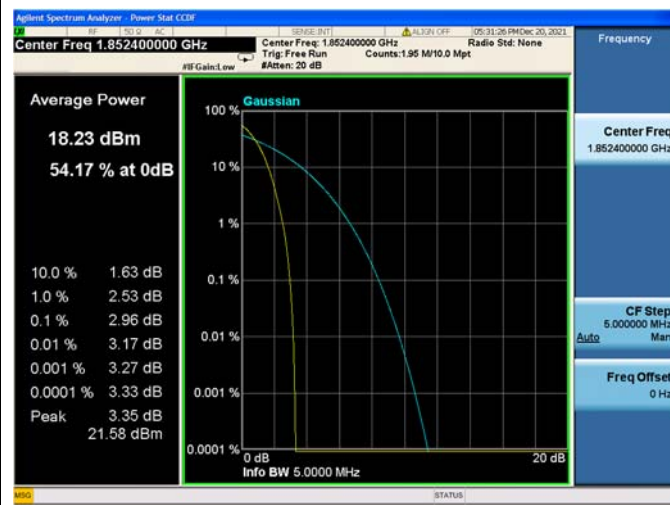 Agilent Spectrum Analyzer - Power Stat CCDF
RF 50 Ω AC SENSE:INT ALIGN OFF 05:31:26 PM Dec 20, 2021
Center Freq 1.852400000 GHz
Center Freq: 1.852400000 GHz Radio Std: None
Trig: Free Run Counts:1.95 M/10.0 Mpt
#IFGain:Low #Atten: 20 dB
Frequency
Average Power
18.23 dBm
54.17 % at 0dB
10.0 % 1.63 dB
1.0 % 2.53 dB
0.1 % 2.96 dB
0.01 % 3.17 dB
0.001 % 3.27 dB
0.0001 % 3.33 dB
Peak 3.35 dB
21.58 dBm
Gaussian
100 %
10 %
1 %
0.1 %
0.01 %
0.001 %
0.0001 %
0 dB 20 dB
Info BW 5.0000 MHz
Center Freq
1.852400000 GHz
CF Step
5.000000 MHz
Auto Man
Freq Offset
0 Hz
MSG STATUS